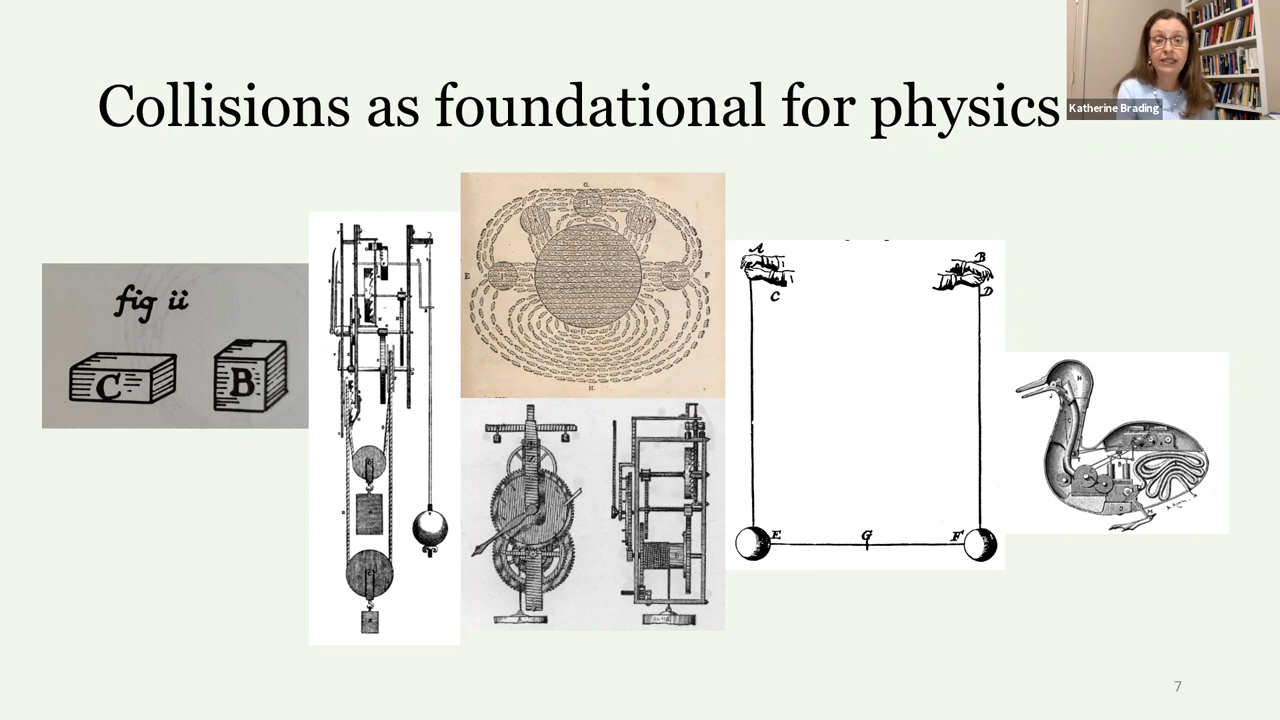 Collisions as foundational for physics
Katherine Brading
fig ii
C
B
G.
E
F
H.
A
C
B
D
E
G
F
7